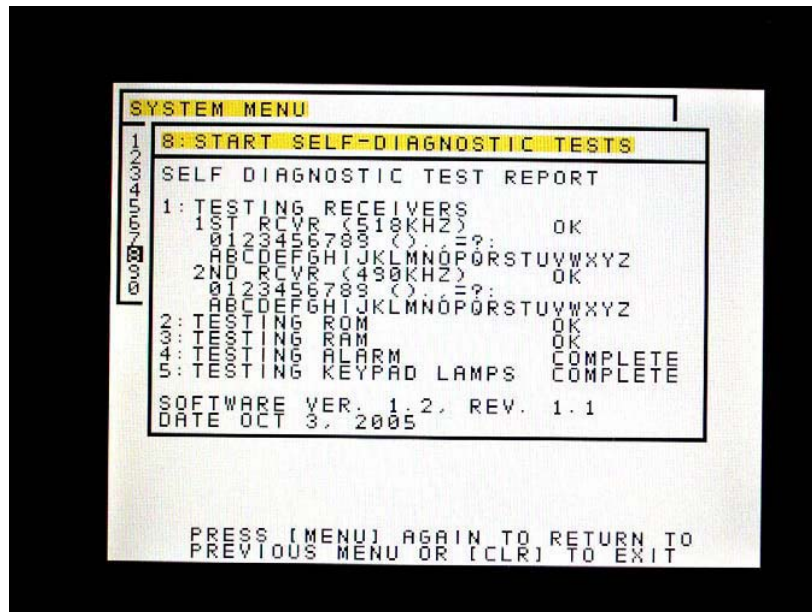 SYSTEM MENU
1
2
3
4
5
6
7
8
9
0
8:START SELF-DIAGNOSTIC TESTS
SELF DIAGNOSTIC TEST REPORT
1:TESTING RECEIVERS
1ST RCVR (518KHZ) OK
0123456789 ().,=?:
ABCDEFGHIJKLMNOPQRSTUVWXYZ
2ND RCVR (490KHZ) OK
0123456789 ().,=?:
ABCDEFGHIJKLMNOPQRSTUVWXYZ
2:TESTING ROM OK
3:TESTING RAM OK
4:TESTING ALARM COMPLETE
5:TESTING KEYPAD LAMPS COMPLETE
SOFTWARE VER. 1.2, REV. 1.1
DATE OCT 3, 2005
PRESS [MENU] AGAIN TO RETURN TO
PREVIOUS MENU OR [CLR] TO EXIT